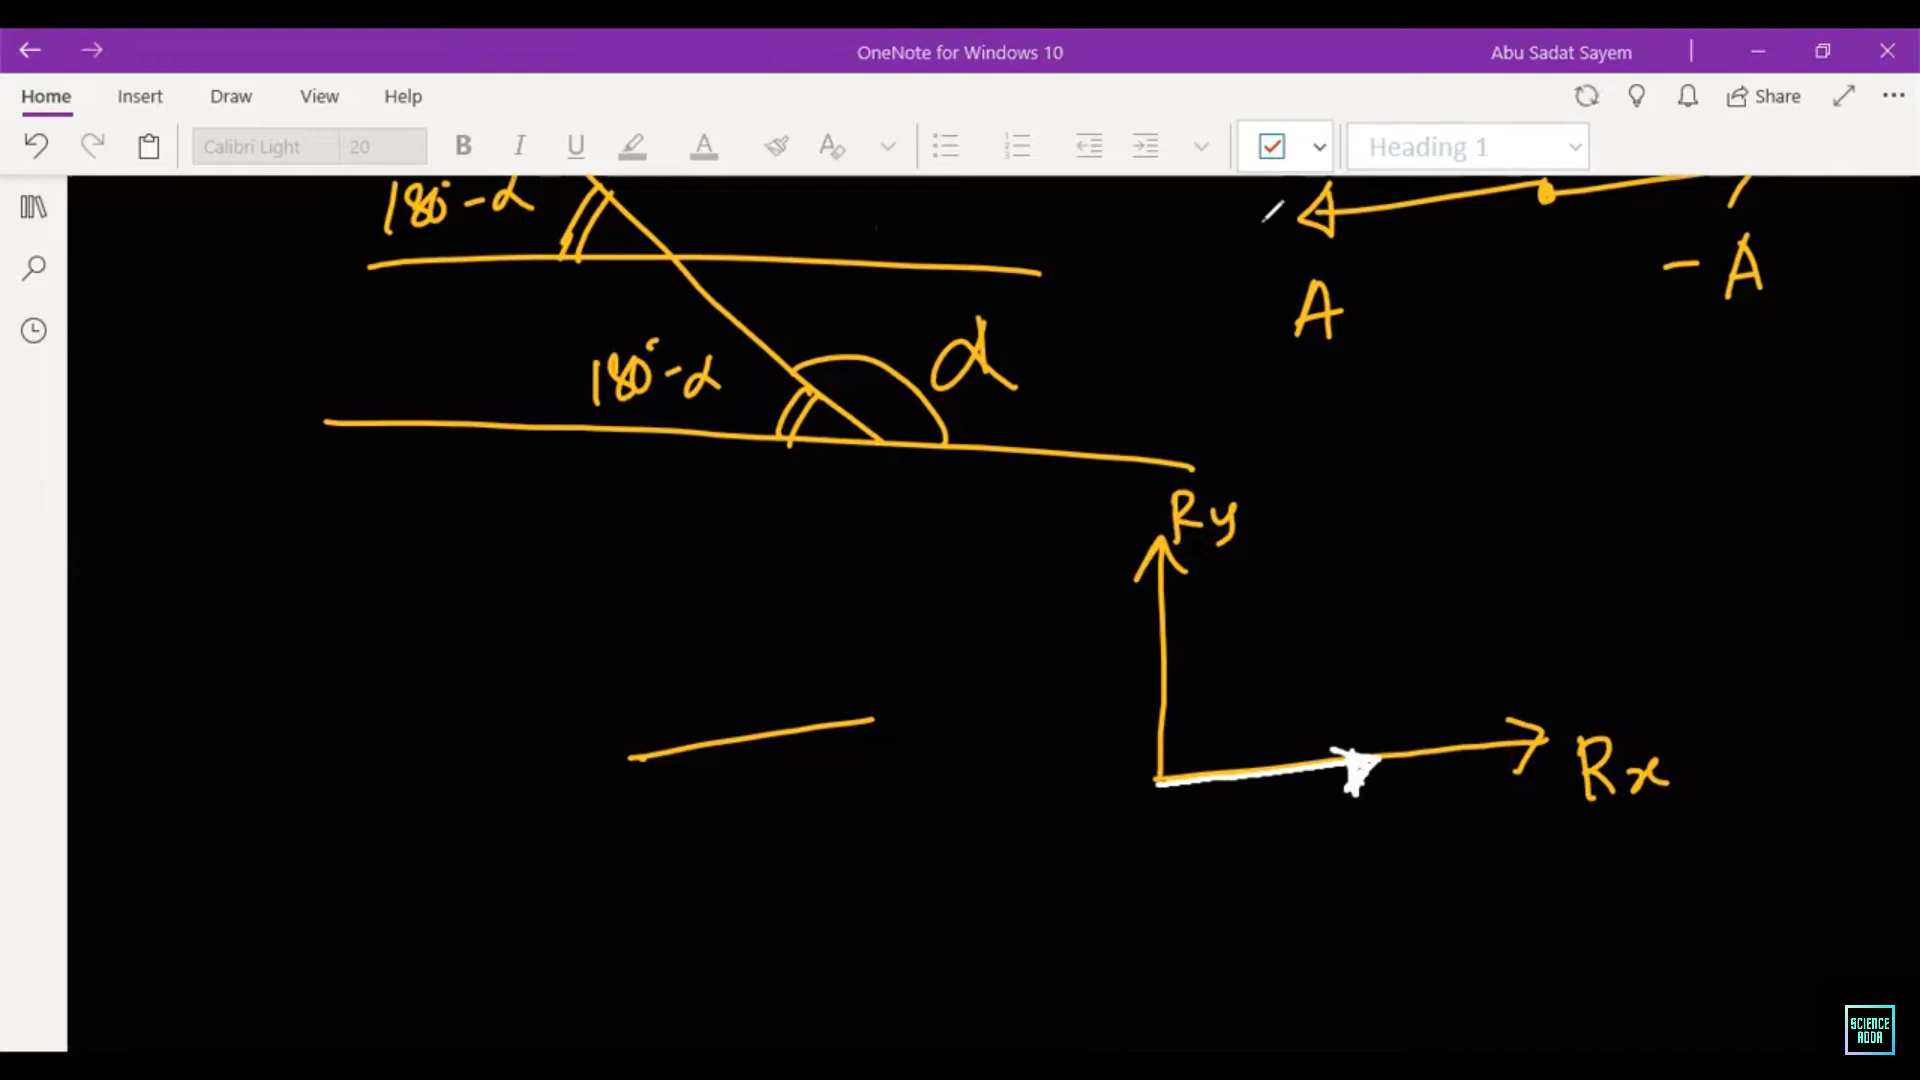 OneNote for Windows 10
Abu Sadat Sayem
Home Insert Draw View Help
Share
Calibri Light 20 B I U A A
Heading 1
180° - α
A
- A
180° - α
α
Ry
Rx
SCIENCE
ADDA